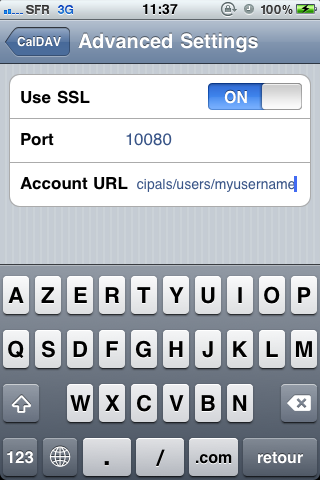 SFR 3G 11:37 100%
CalDAV Advanced Settings
Use SSL ON
Port 10080
Account URL cipals/users/myusername
A Z E R T Y U I O P
Q S D F G H J K L M
W X C V B N
123 . / .com retour